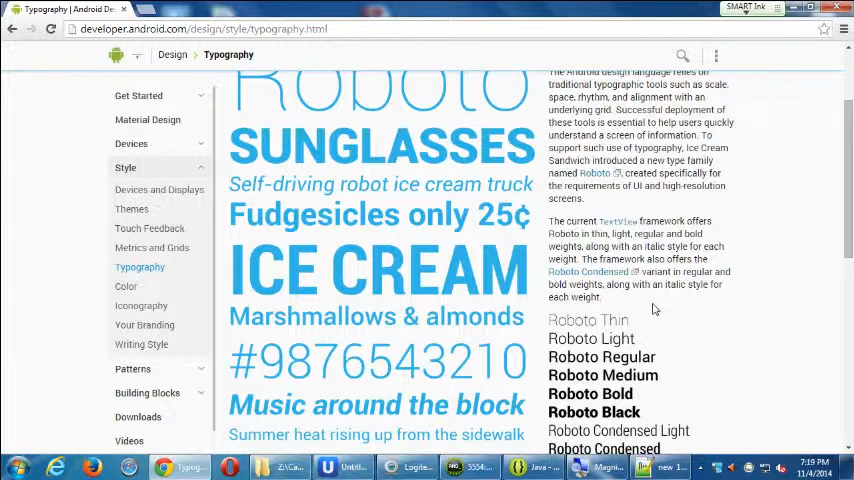 Typography | Android Des
SMART Ink
developer.android.com/design/style/typography.html
Design
Typography
Get Started
Material Design
Devices
Style
Devices and Displays
Themes
Touch Feedback
Metrics and Grids
Typography
Color
Iconography
Your Branding
Writing Style
Patterns
Building Blocks
Downloads
Videos
Roboto
SUNGLASSES
Self-driving robot ice cream truck
Fudgesicles only 25¢
ICE CREAM
Marshmallows & almonds
#9876543210
Music around the block
Summer heat rising up from the sidewalk
The Android design language relies on
traditional typographic tools such as scale,
space, rhythm, and alignment with an
underlying grid. Successful deployment of
these tools is essential to help users quickly
understand a screen of information. To
support such use of typography, Ice Cream
Sandwich introduced a new type family
named Roboto, created specifically for
the requirements of UI and high-resolution
screens.
The current TextView framework offers
Roboto in thin, light, regular and bold
weights, along with an italic style for each
weight. The framework also offers the
Roboto Condensed variant in regular and
bold weights, along with an italic style for
each weight.
Roboto Thin
Roboto Light
Roboto Regular
Roboto Medium
Roboto Bold
Roboto Black
Roboto Condensed Light
Roboto Condensed
Typog...
Z:\Ca...
Untitl...
Logite...
5554:...
Java - ...
Magni...
new 1...
7:19 PM
11/4/2014